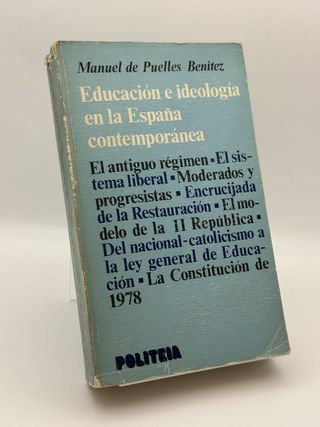 Manuel de Puelles Benítez
Educación e ideología
en la España
contemporánea
El antiguo régimen ▪ El sis-
tema liberal ▪ Moderados y
progresistas ▪ Encrucijada
de la Restauración ▪ El mo-
delo de la II República ▪
Del nacional-catolicismo a
la ley general de Educa-
ción ▪ La Constitución de
1978
POLITEIA